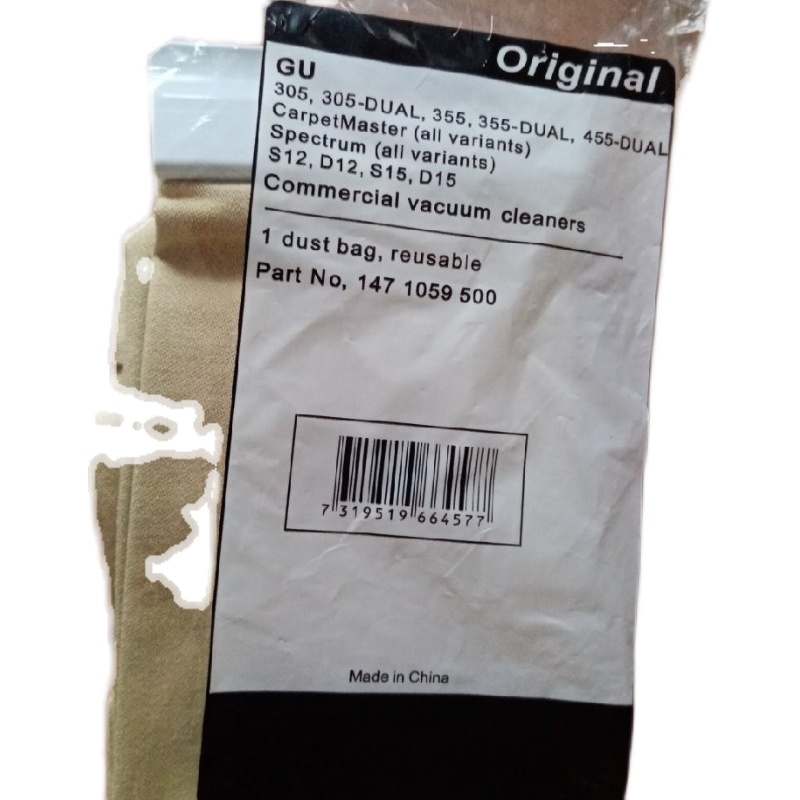 Original
GU
305, 305-DUAL, 355, 355-DUAL, 455-DUAL
CarpetMaster (all variants)
Spectrum (all variants)
S12, D12, S15, D15
Commercial vacuum cleaners
1 dust bag, reusable
Part No, 147 1059 500
7 319519 664577
Made in China